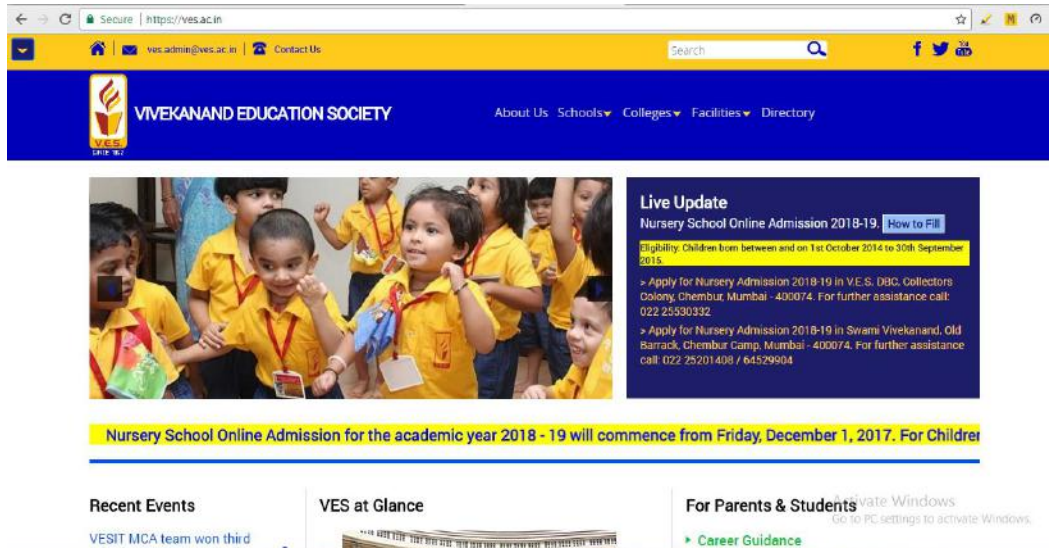 Secure | https://ves.ac.in
ves.admin@ves.ac.in | Contact Us
Search
VIVEKANAND EDUCATION SOCIETY
V.E.S.
About Us Schools Colleges Facilities Directory
Live Update
Nursery School Online Admission 2018-19. How to Fill
Eligibility: Children born between and on 1st October 2014 to 30th September
2015.
> Apply for Nursery Admission 2018-19 in V.E.S. DBC, Collectors
Colony, Chembur, Mumbai - 400074. For further assistance call:
022 25530332
> Apply for Nursery Admission 2018-19 in Swami Vivekanand, Old
Barrack, Chembur Camp, Mumbai - 400074. For further assistance
call: 022 25201408 / 64529904
Nursery School Online Admission for the academic year 2018 - 19 will commence from Friday, December 1, 2017. For Childrer
Recent Events
VES at Glance
For Parents & Students
Activate Windows
Go to PC settings to activate Windows.
VESIT MCA team won third
Career Guidance